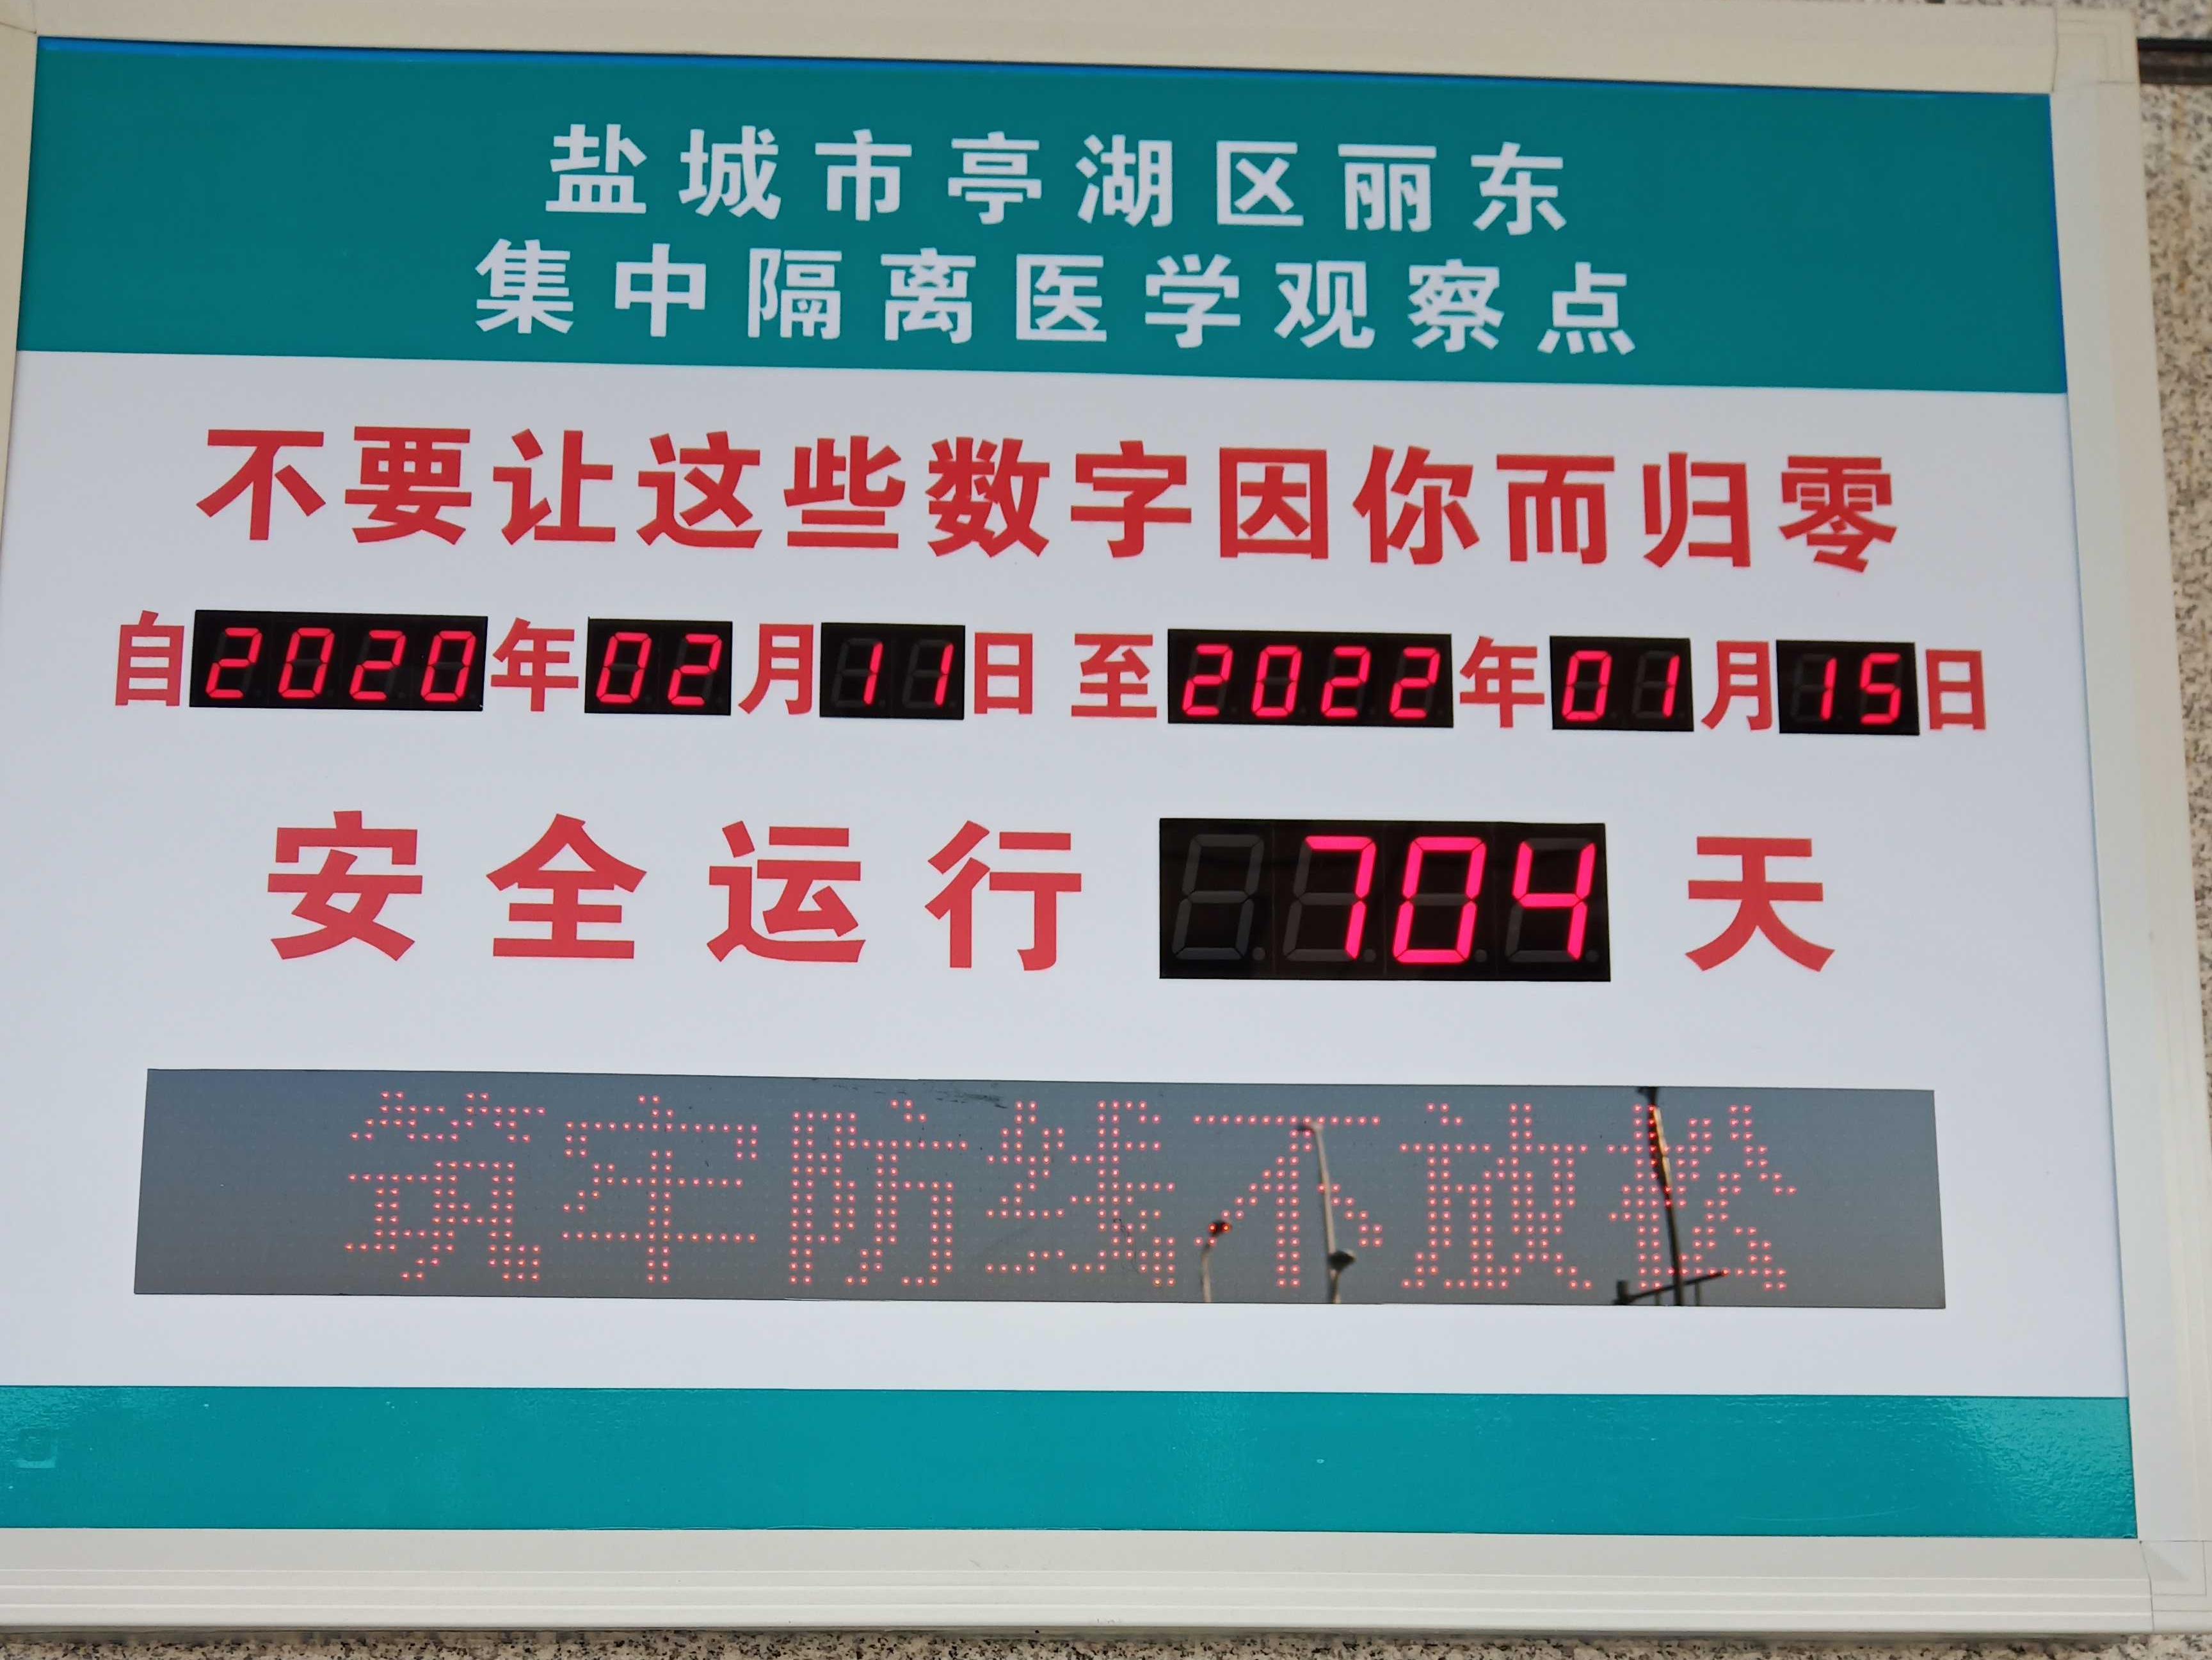 盐城市亭湖区丽东
集中隔离医学观察点
不要让这些数字因你而归零
自2020年02月11日 至2022年01月15日
安全运行 704 天
筑牢防线不放松